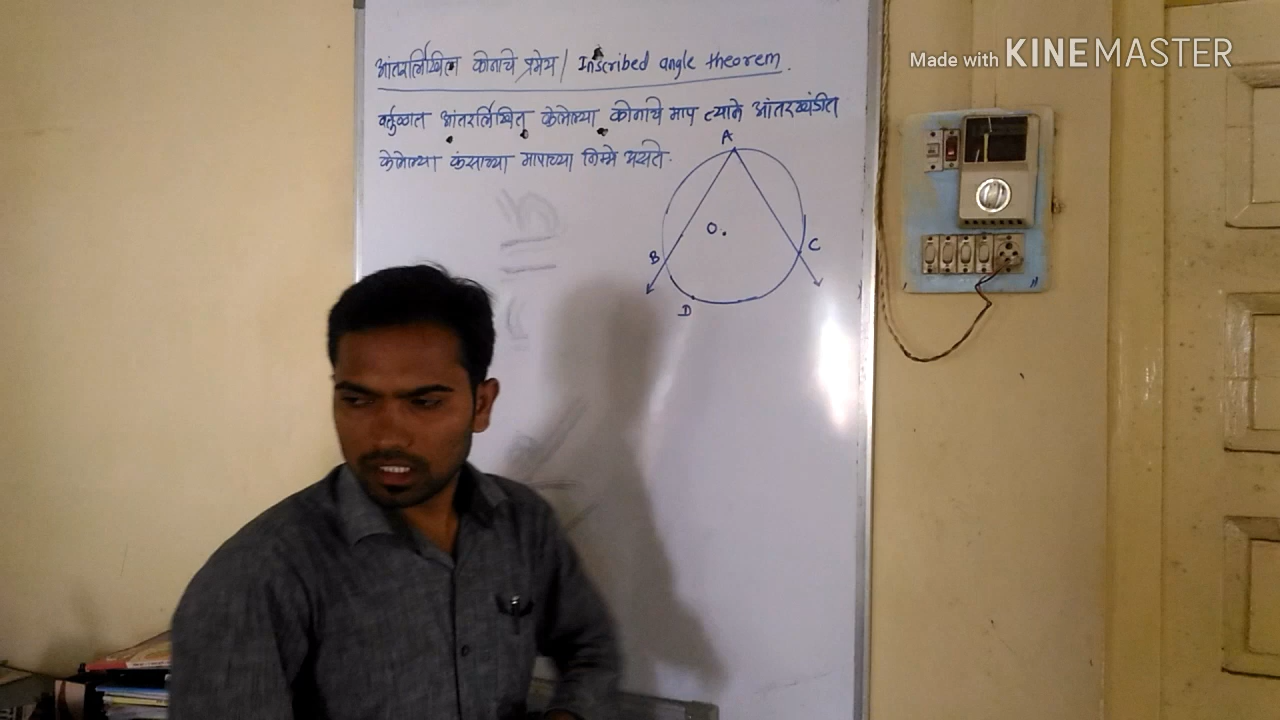 Made with KINEMASTER
आंतरलिखित कोनाचे प्रमेय / Inscribed angle theorem.
वर्तुळात आंतरलिखित केलेल्या कोनाचे माप त्याने आंतरखंडीत
केलेल्या कंसाच्या मापाच्या निम्मे असते.
A
O.
B
C
D